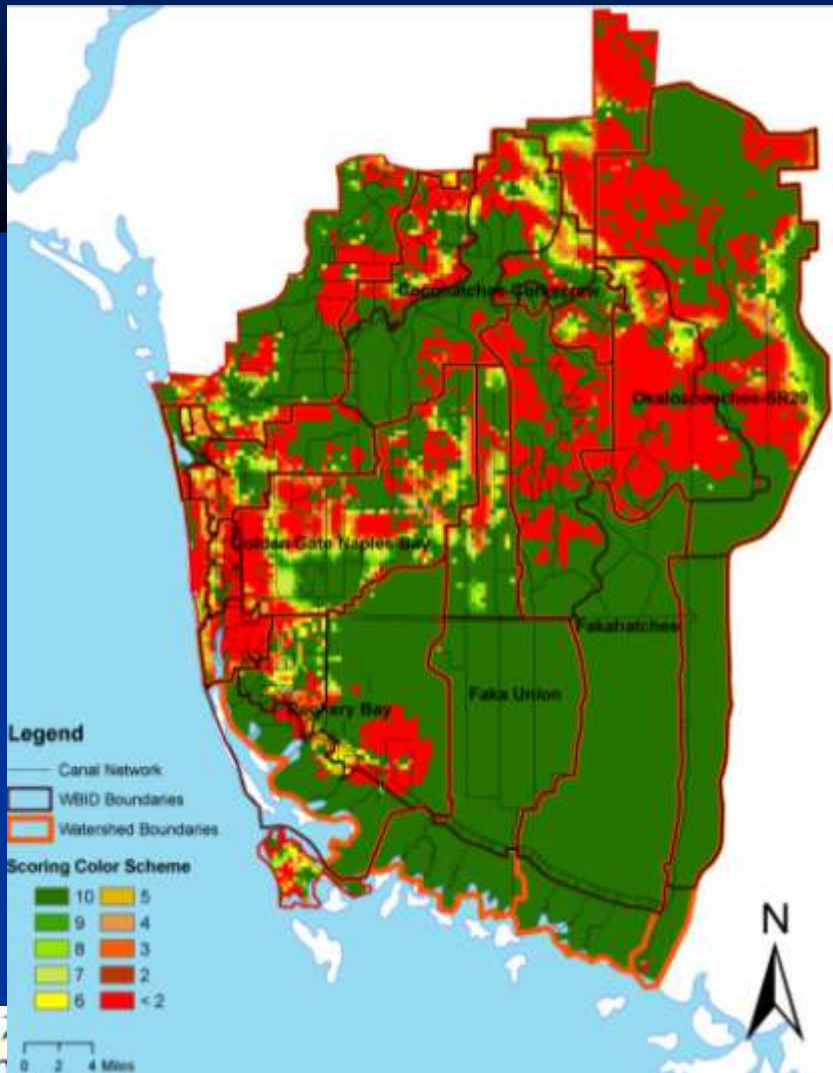 Cocohatchee-Corkscrew
Okaloacoochee-SR29
Golden Gate Naples-Bay
Fakahatchee
Faka Union
Rookery Bay
Legend
Canal Network
WBID Boundaries
Watershed Boundaries
Scoring Color Scheme
10 5
9 4
8 3
7 2
6 < 2
N
0 2 4 Miles